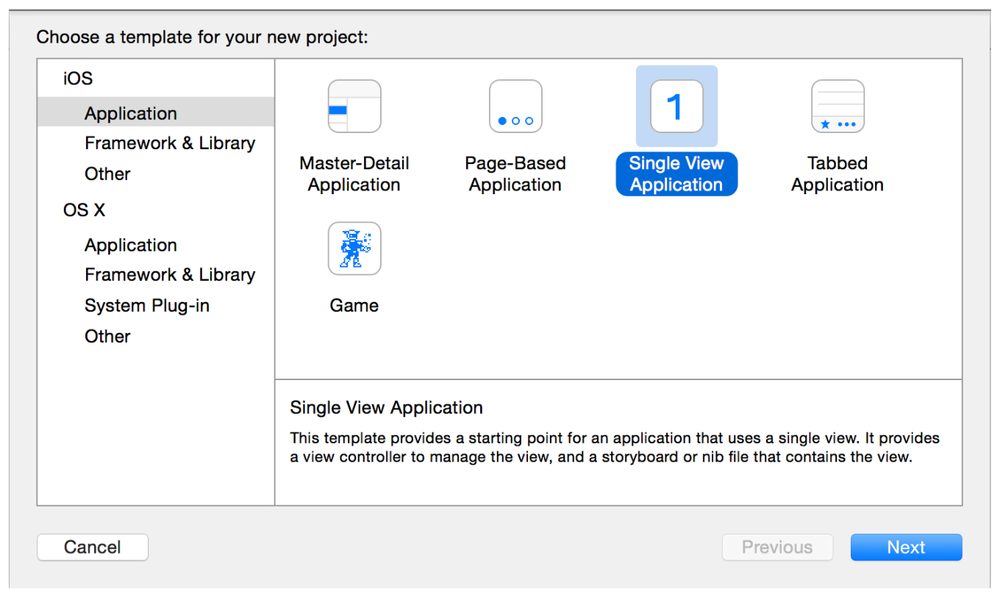 Choose a template for your new project:
iOS
Application
Framework & Library
Other
OS X
Application
Framework & Library
System Plug-in
Other
Master-Detail
Application
Page-Based
Application
1
Single View
Application
Tabbed
Application
Game
Single View Application
This template provides a starting point for an application that uses a single view. It provides
a view controller to manage the view, and a storyboard or nib file that contains the view.
Cancel
Previous
Next